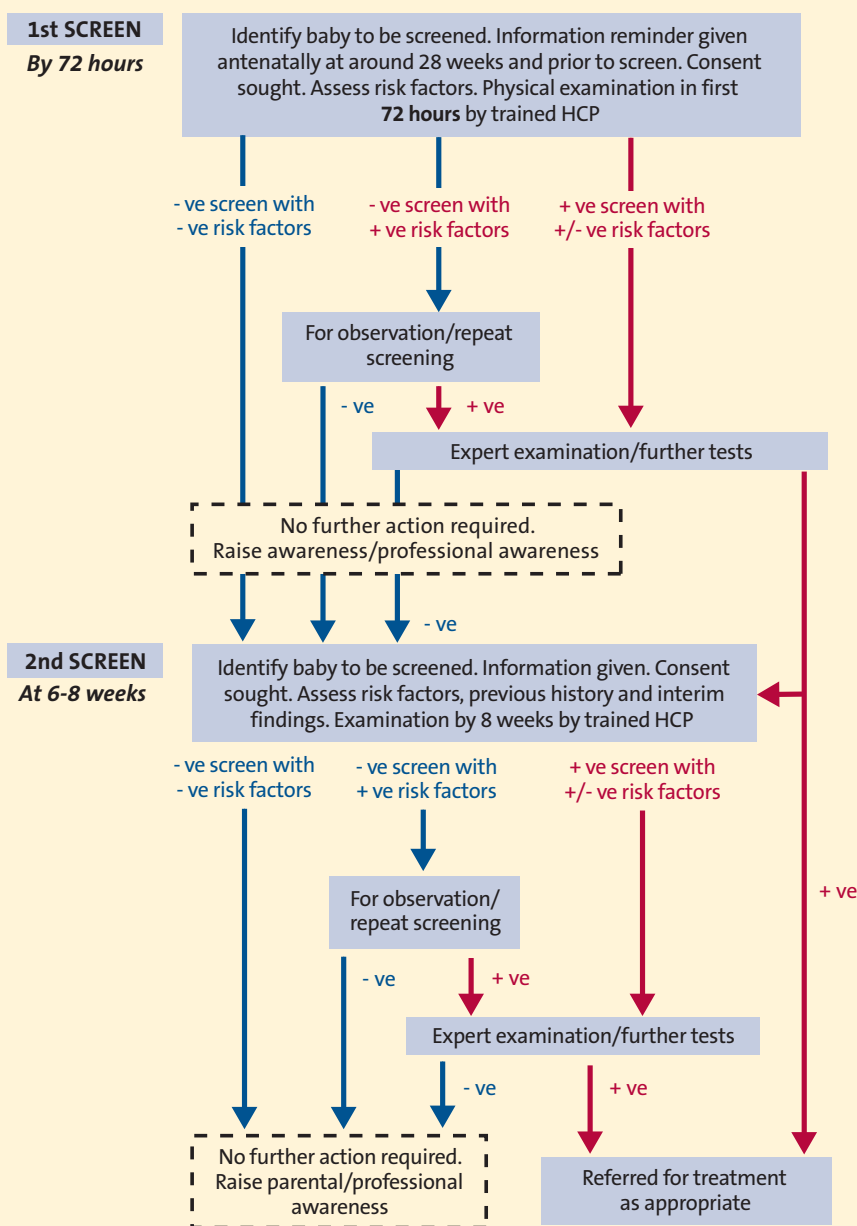 1st SCREEN
By 72 hours
Identify baby to be screened. Information reminder given
antenatally at around 28 weeks and prior to screen. Consent
sought. Assess risk factors. Physical examination in first
72 hours by trained HCP
- ve screen with
- ve risk factors
- ve screen with
+ ve risk factors
+ ve screen with
+/- ve risk factors
For observation/repeat
screening
- ve
+ ve
Expert examination/further tests
No further action required.
Raise awareness/professional awareness
- ve
2nd SCREEN
At 6-8 weeks
Identify baby to be screened. Information given. Consent
sought. Assess risk factors, previous history and interim
findings. Examination by 8 weeks by trained HCP
- ve screen with
- ve risk factors
- ve screen with
+ ve risk factors
+ ve screen with
+/- ve risk factors
+ ve
For observation/
repeat screening
- ve
+ ve
Expert examination/further tests
- ve
+ ve
No further action required.
Raise parental/professional
awareness
Referred for treatment
as appropriate